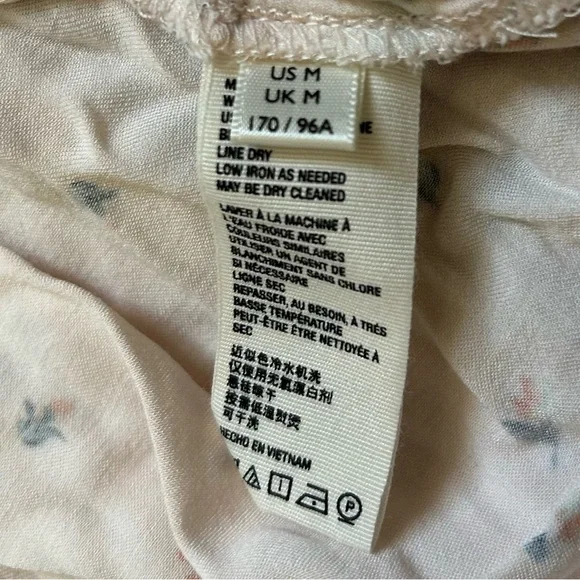 US M
UK M
170 / 96A
LINE DRY
LOW IRON AS NEEDED
MAY BE DRY CLEANED
LAVER À LA MACHINE À
L'EAU FROIDE AVEC
COULEURS SIMILAIRES
UTILISER UN AGENT DE
BLANCHIMENT SANS CHLORE
SI NÉCESSAIRE
LIGNE SEC
REPASSER, AU BESOIN, À TRÈS
BASSE TEMPÉRATURE
PEUT-ÊTRE ÊTRE NETTOYÉE À
SEC
近似色冷水机洗
仅使用无氯漂白剂
悬挂晾干
按需低温熨烫
可干洗
HECHO EN VIETNAM
P